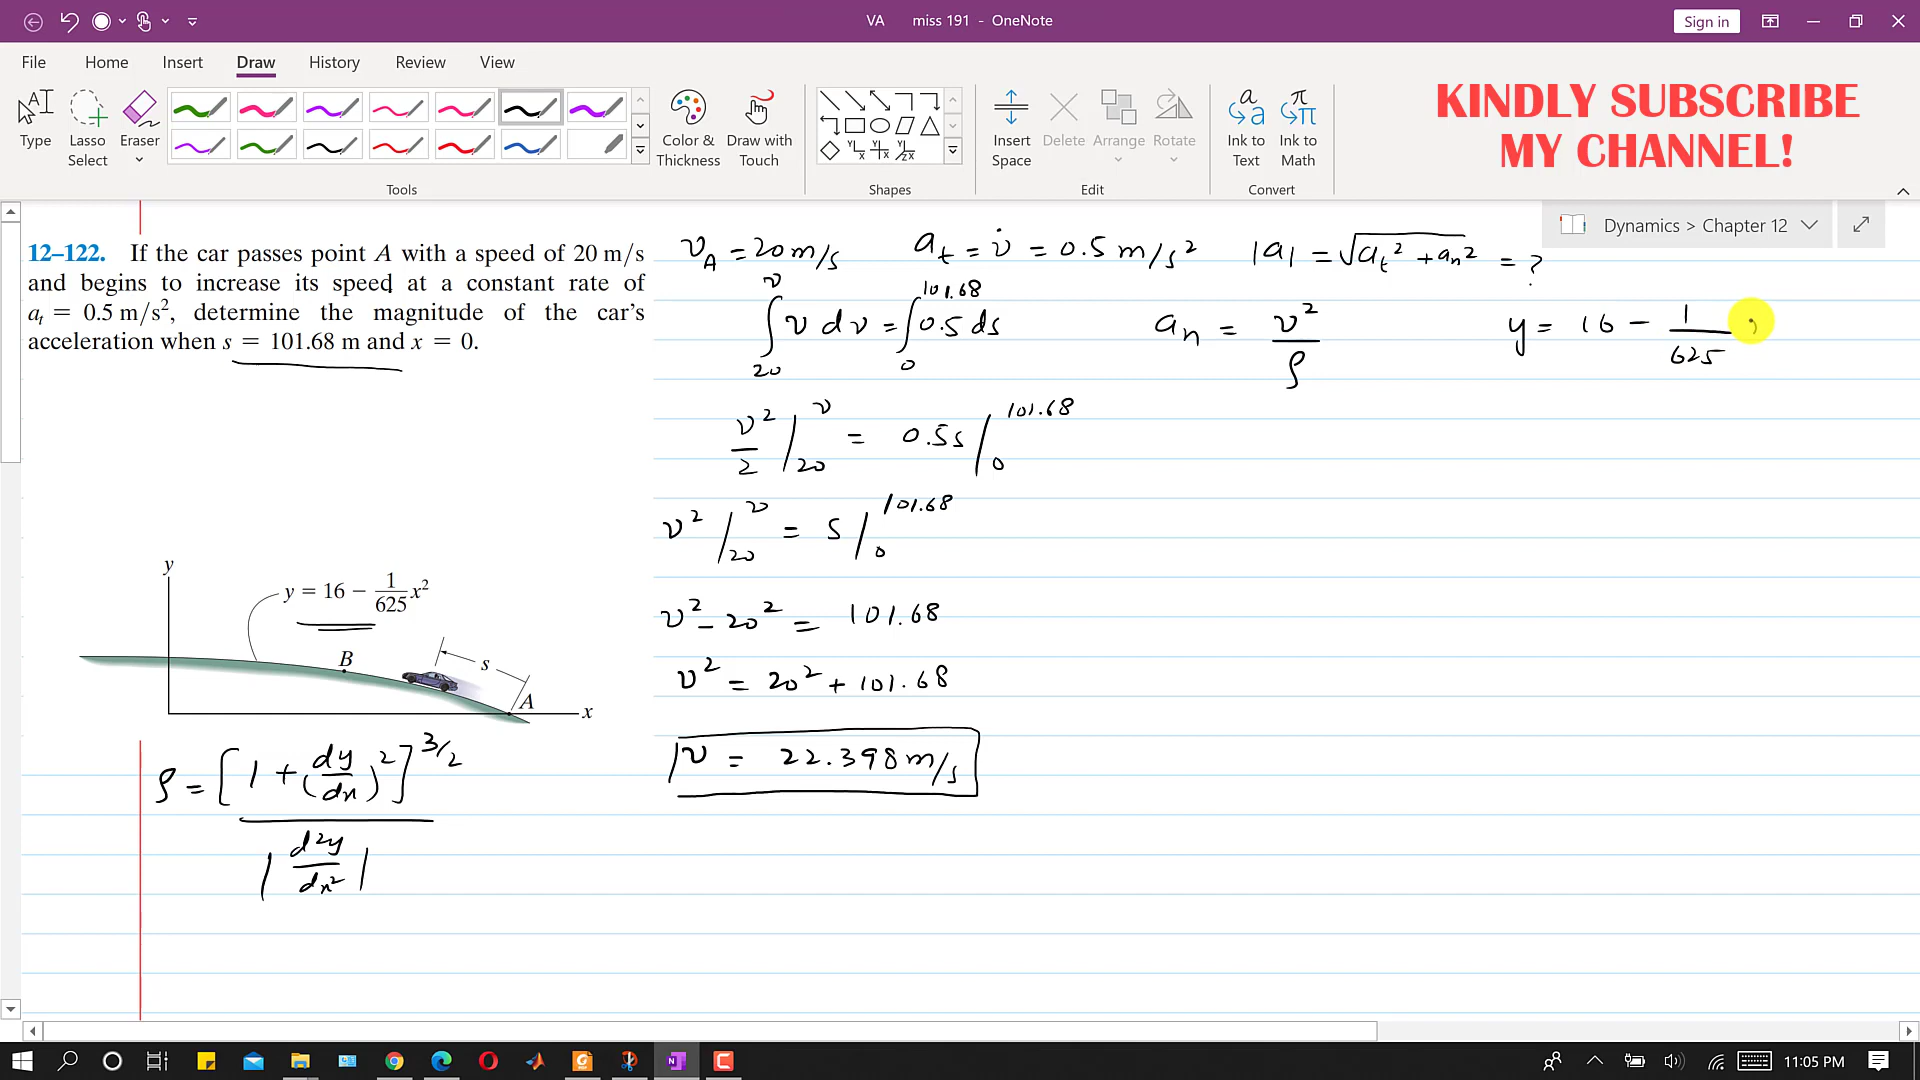 VA miss 191 - OneNote
Sign in
File Home Insert Draw History Review View
KINDLY SUBSCRIBE
MY CHANNEL!
Type
Lasso Select
Eraser
Color & Thickness
Draw with Touch
Insert Space
Delete
Arrange
Rotate
Ink to Text
Ink to Math
Tools
Shapes
Edit
Convert
Dynamics > Chapter 12
12–122. If the car passes point A with a speed of 20 m/s
and begins to increase its speed at a constant rate of
aₜ = 0.5 m/s², determine the magnitude of the car's
acceleration when s = 101.68 m and x = 0.
y
y = 16 − 1/625 x²
B
s
A
x
ρ = [1 + (dy/dx)²]^3/2
|d²y/dx²|
v_A = 20 m/s aₜ = v̇ = 0.5 m/s² |a| = √aₜ² + aₙ² = ?
∫₂₀^v v dv = ∫₀^101.68 0.5 ds
v²/2 |₂₀^v = 0.5s |₀^101.68
v² |₂₀^v = s |₀^101.68
v² − 20² = 101.68
v² = 20² + 101.68
v = 22.398 m/s
aₙ = v²/ρ
y = 16 − 1/625
11:05 PM